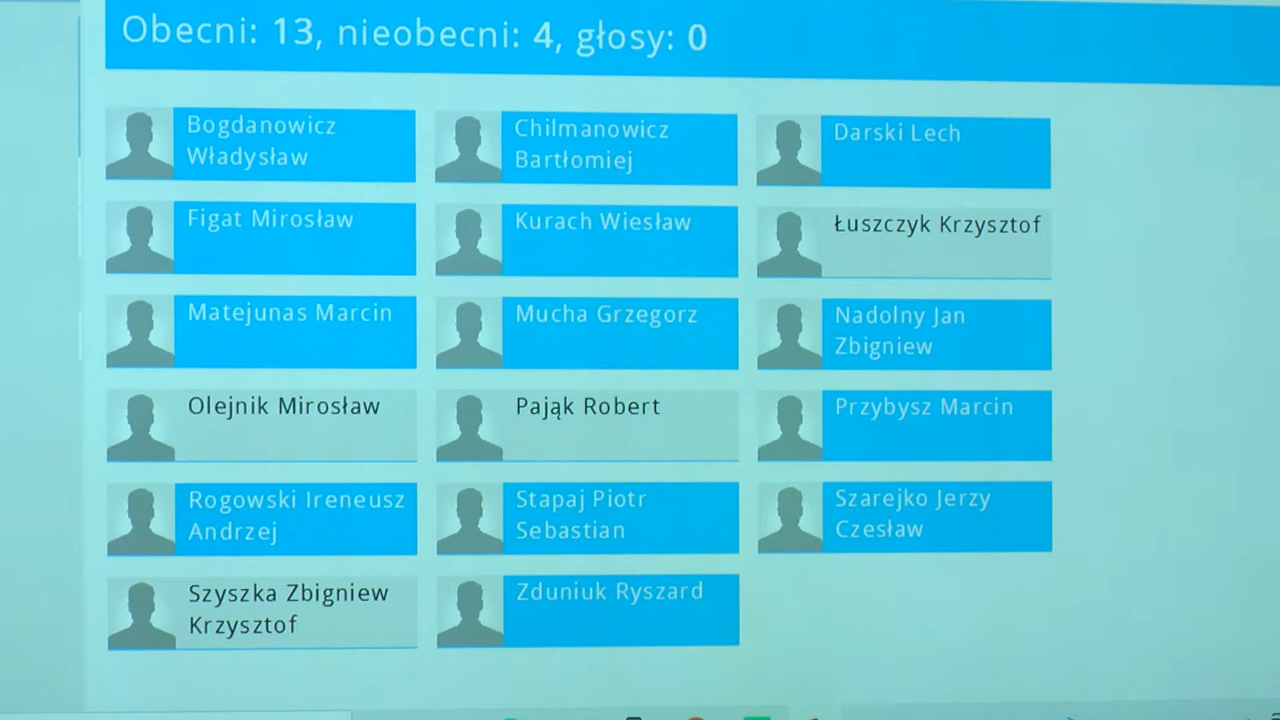 Obecni: 13, nieobecni: 4, głosy: 0
Bogdanowicz
Władysław
Chilmanowicz
Bartłomiej
Darski Lech
Figat Mirosław
Kurach Wiesław
Łuszczyk Krzysztof
Matejunas Marcin
Mucha Grzegorz
Nadolny Jan
Zbigniew
Olejnik Mirosław
Pająk Robert
Przybysz Marcin
Rogowski Ireneusz
Andrzej
Stapaj Piotr
Sebastian
Szarejko Jerzy
Czesław
Szyszka Zbigniew
Krzysztof
Zduniuk Ryszard